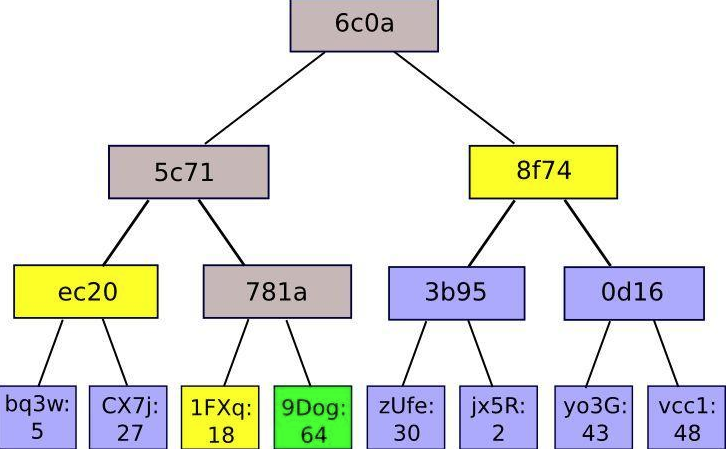 6c0a
5c71
8f74
ec20
781a
3b95
0d16
bq3w:
5
CX7j:
27
1FXq:
18
9Dog:
64
zUfe:
30
jx5R:
2
yo3G:
43
vcc1:
48